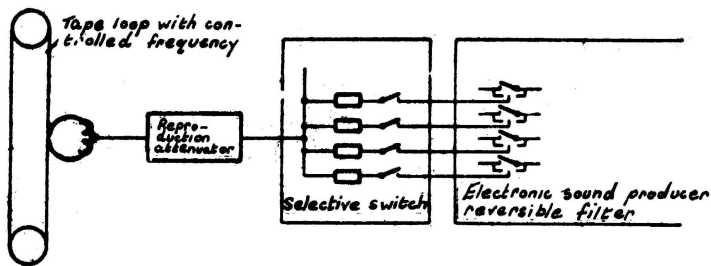 Tape loop with con-
trolled frequency
Repro-
duction
attenuator
Selective switch
Electronic sound producer
reversible filter